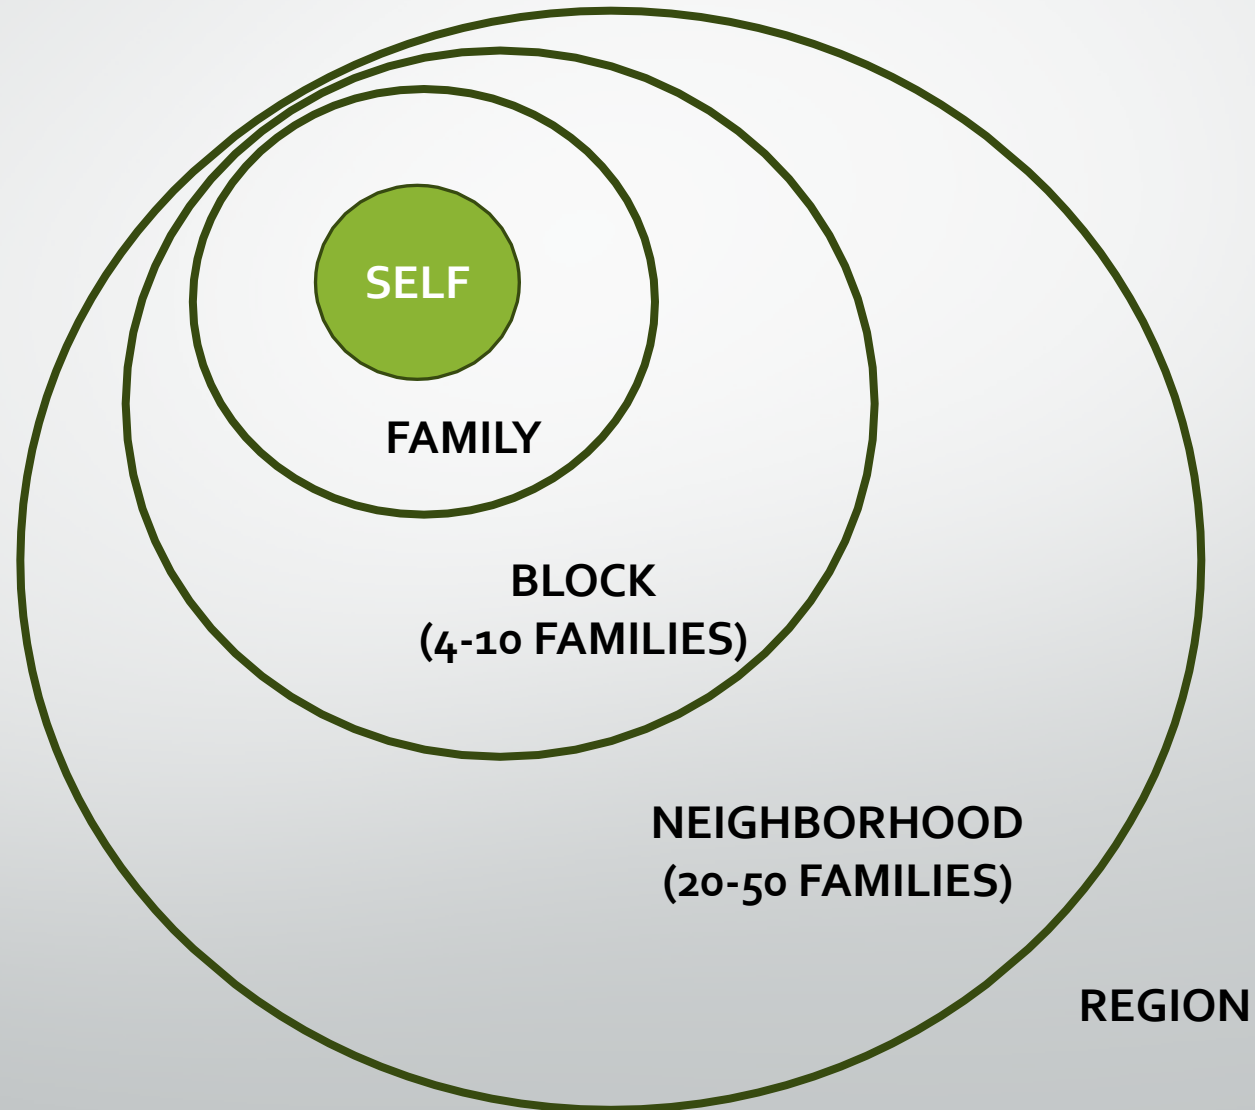 SELF
FAMILY
BLOCK
(4-10 FAMILIES)
NEIGHBORHOOD
(20-50 FAMILIES)
REGION